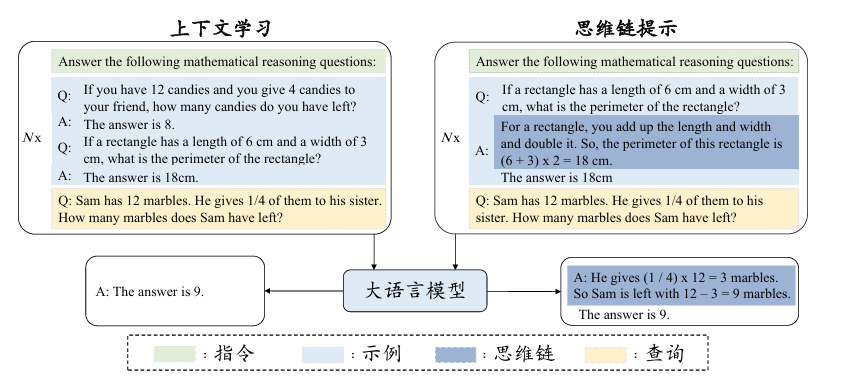 上下文学习
Answer the following mathematical reasoning questions:
Nx
Q: If you have 12 candies and you give 4 candies to
your friend, how many candies do you have left?
A: The answer is 8.
Q: If a rectangle has a length of 6 cm and a width of 3
cm, what is the perimeter of the rectangle?
A: The answer is 18cm.
Q: Sam has 12 marbles. He gives 1/4 of them to his sister.
How many marbles does Sam have left?
思维链提示
Answer the following mathematical reasoning questions:
Nx
Q: If a rectangle has a length of 6 cm and a width of 3
cm, what is the perimeter of the rectangle?
A: For a rectangle, you add up the length and width
and double it. So, the perimeter of this rectangle is
(6 + 3) x 2 = 18 cm.
The answer is 18cm
Q: Sam has 12 marbles. He gives 1/4 of them to his
sister. How many marbles does Sam have left?
A: The answer is 9.
大语言模型
A: He gives (1 / 4) x 12 = 3 marbles.
So Sam is left with 12 – 3 = 9 marbles.
The answer is 9.
: 指令 : 示例 : 思维链 : 查询